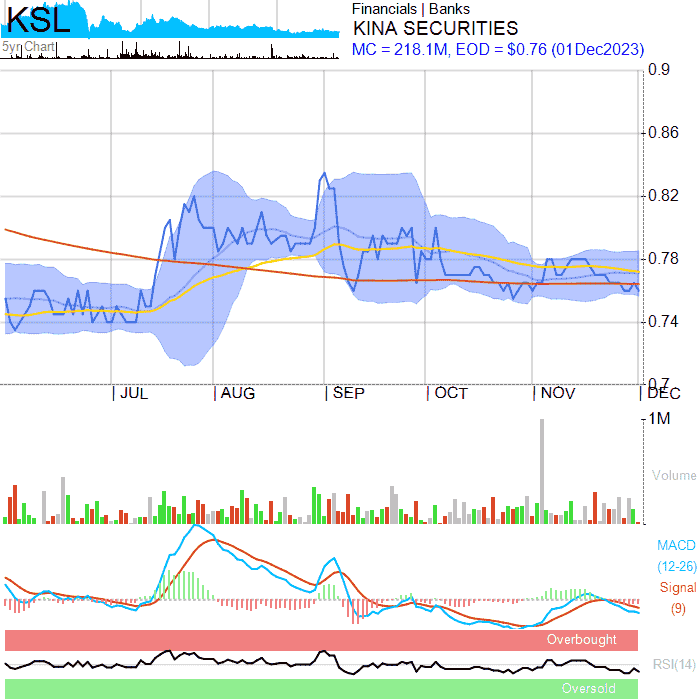 KSL
5yr Chart
Financials | Banks
KINA SECURITIES
MC = 218.1M, EOD = $0.76 (01Dec2023)
0.9
0.86
0.82
0.78
0.74
0.7
JUL AUG SEP OCT NOV DEC
1M
Volume
MACD
(12-26)
Signal
(9)
Overbought
RSI(14)
Oversold